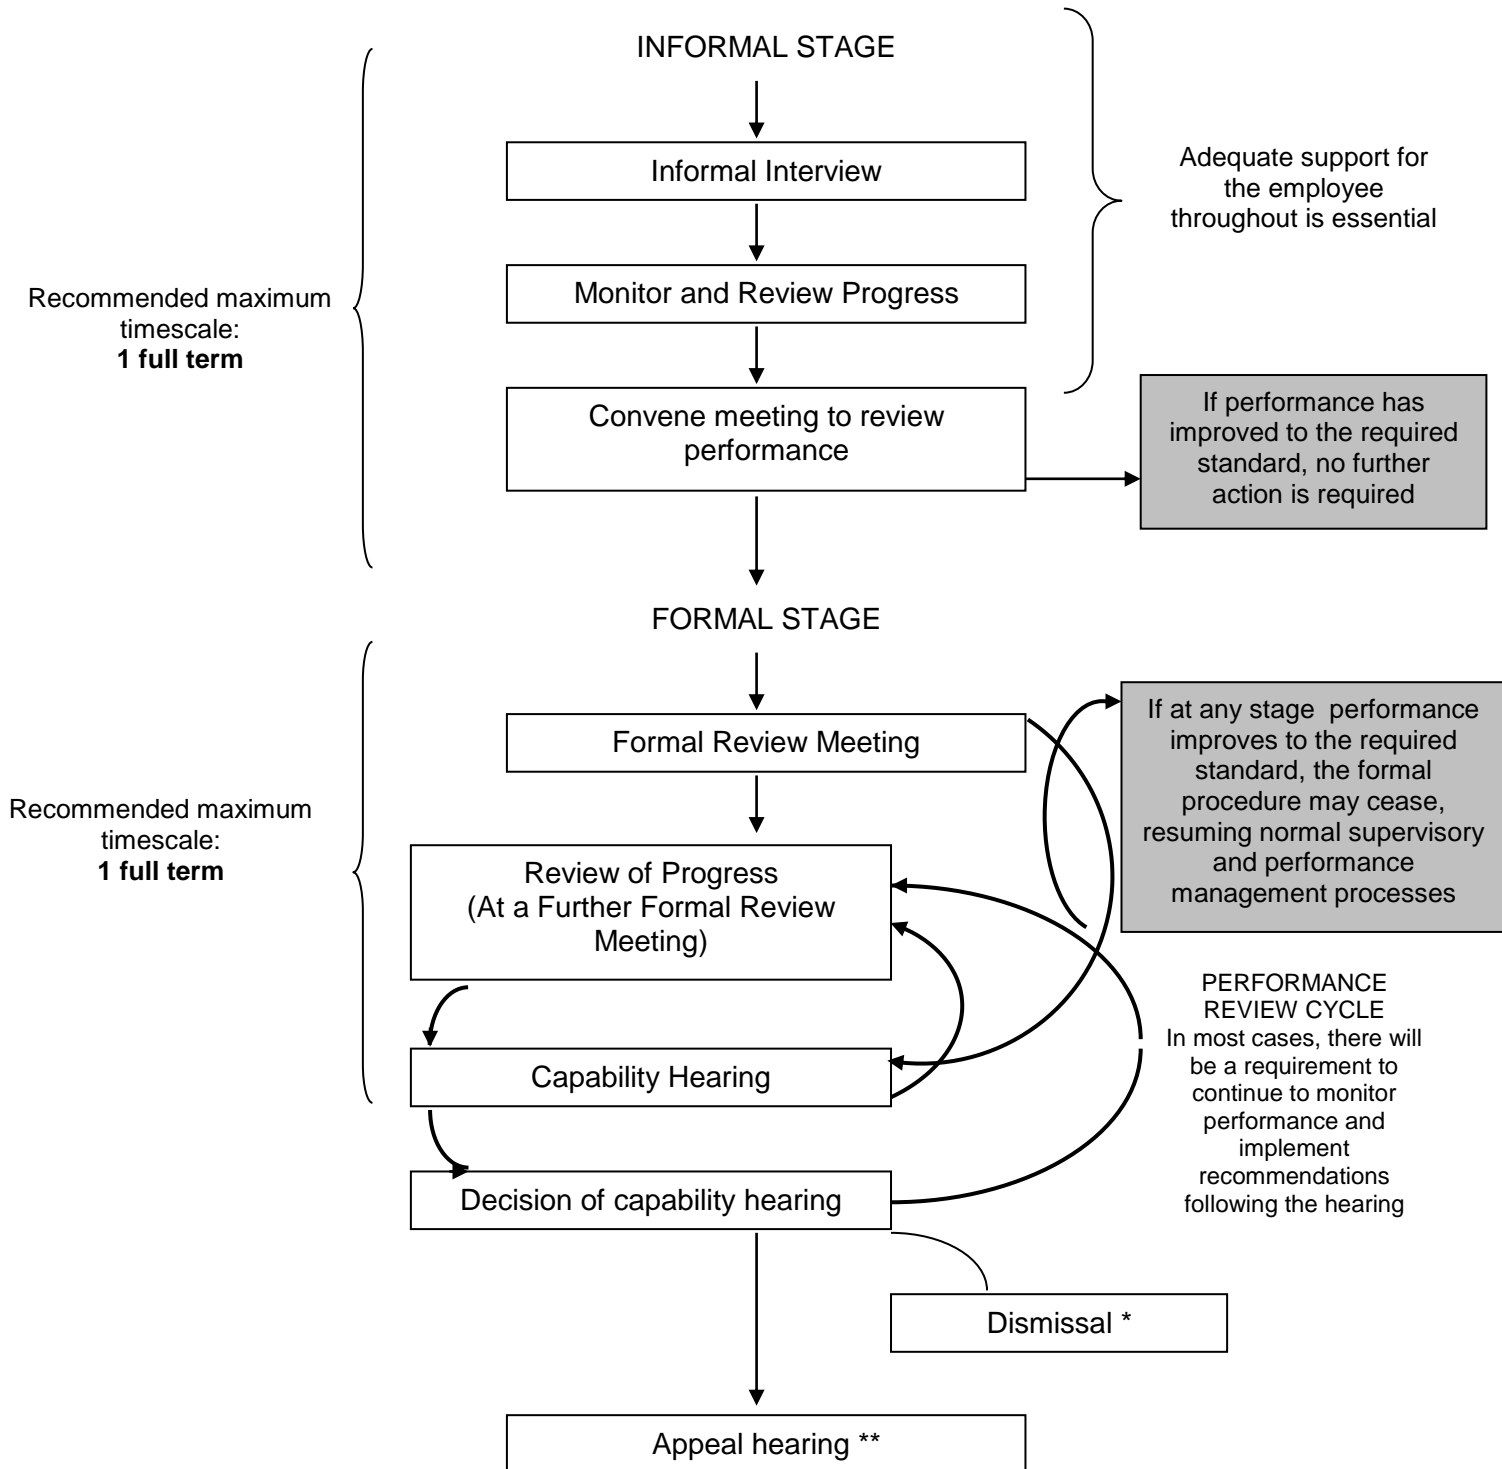 INFORMAL STAGE
Informal Interview
Adequate support for
the employee
throughout is essential
Monitor and Review Progress
Recommended maximum
timescale:
1 full term
Convene meeting to review
performance
If performance has
improved to the required
standard, no further
action is required
FORMAL STAGE
Formal Review Meeting
If at any stage  performance
improves to the required
standard, the formal
procedure may cease,
resuming normal supervisory
and performance
management processes
Recommended maximum
timescale:
1 full term
Review of Progress
(At a Further Formal Review
Meeting)
PERFORMANCE
REVIEW CYCLE
In most cases, there will
be a requirement to
continue to monitor
performance and
implement
recommendations
following the hearing
Capability Hearing
Decision of capability hearing
Dismissal *
Appeal hearing **